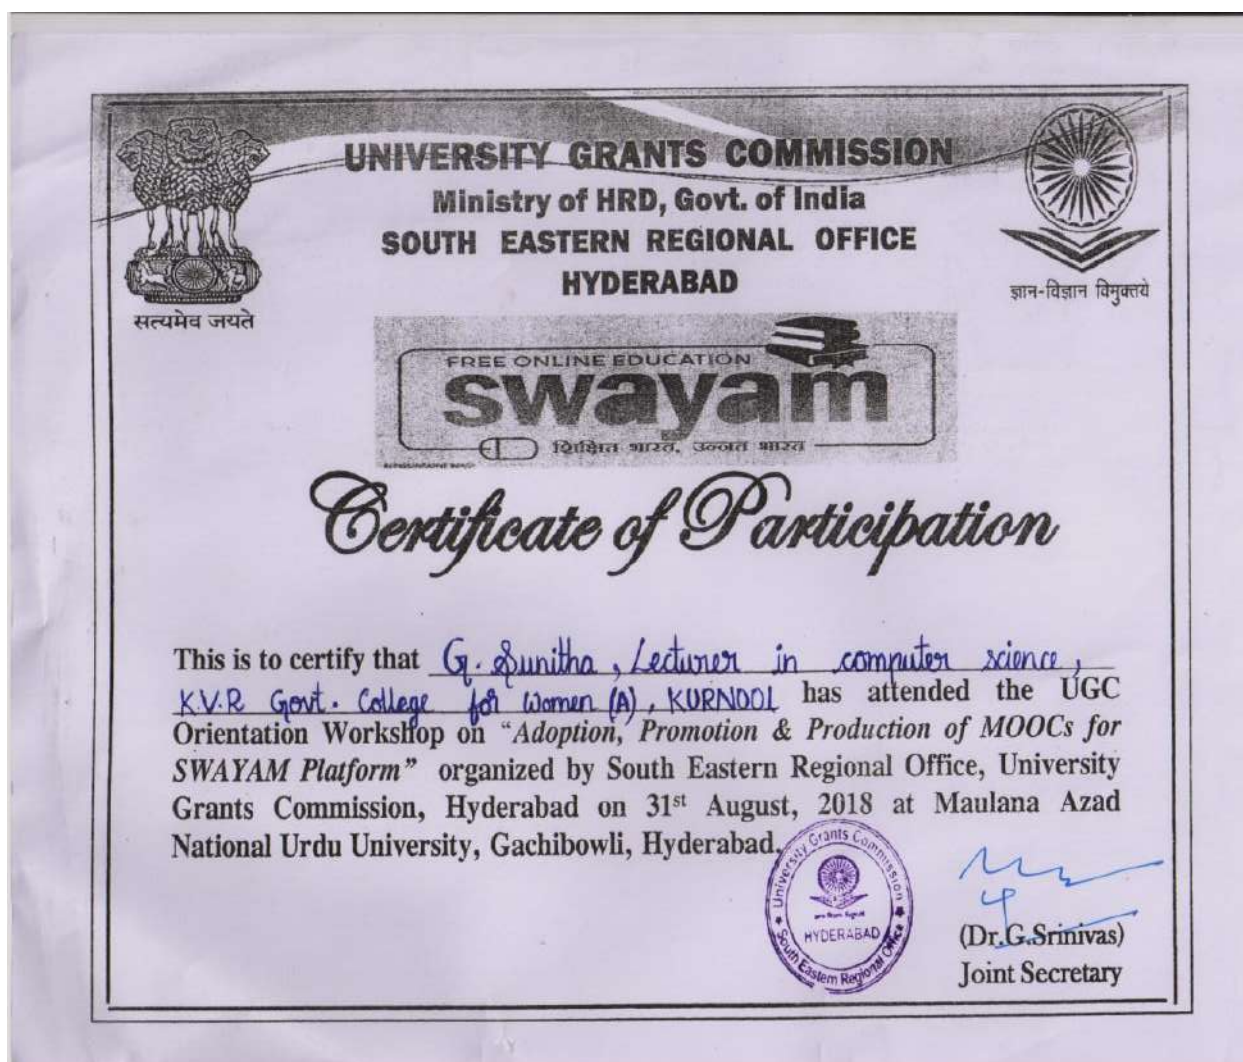 UNIVERSITY GRANTS COMMISSION
Ministry of HRD, Govt. of India
SOUTH EASTERN REGIONAL OFFICE
HYDERABAD
सत्यमेव जयते
ज्ञान-विज्ञान विमुक्तये
FREE ONLINE EDUCATION
swayam
शिक्षित भारत, उन्नत भारत
Certificate of Participation
This is to certify that G. Sunitha, Lecturer in computer science,
K.V.R Govt. College for Women (A), KURNOOL has attended the UGC
Orientation Workshop on "Adoption, Promotion & Production of MOOCs for
SWAYAM Platform" organized by South Eastern Regional Office, University
Grants Commission, Hyderabad on 31st August, 2018 at Maulana Azad
National Urdu University, Gachibowli, Hyderabad.
University Grants Commission
HYDERABAD
South Eastern Regional Office
(Dr.G.Srinivas)
Joint Secretary